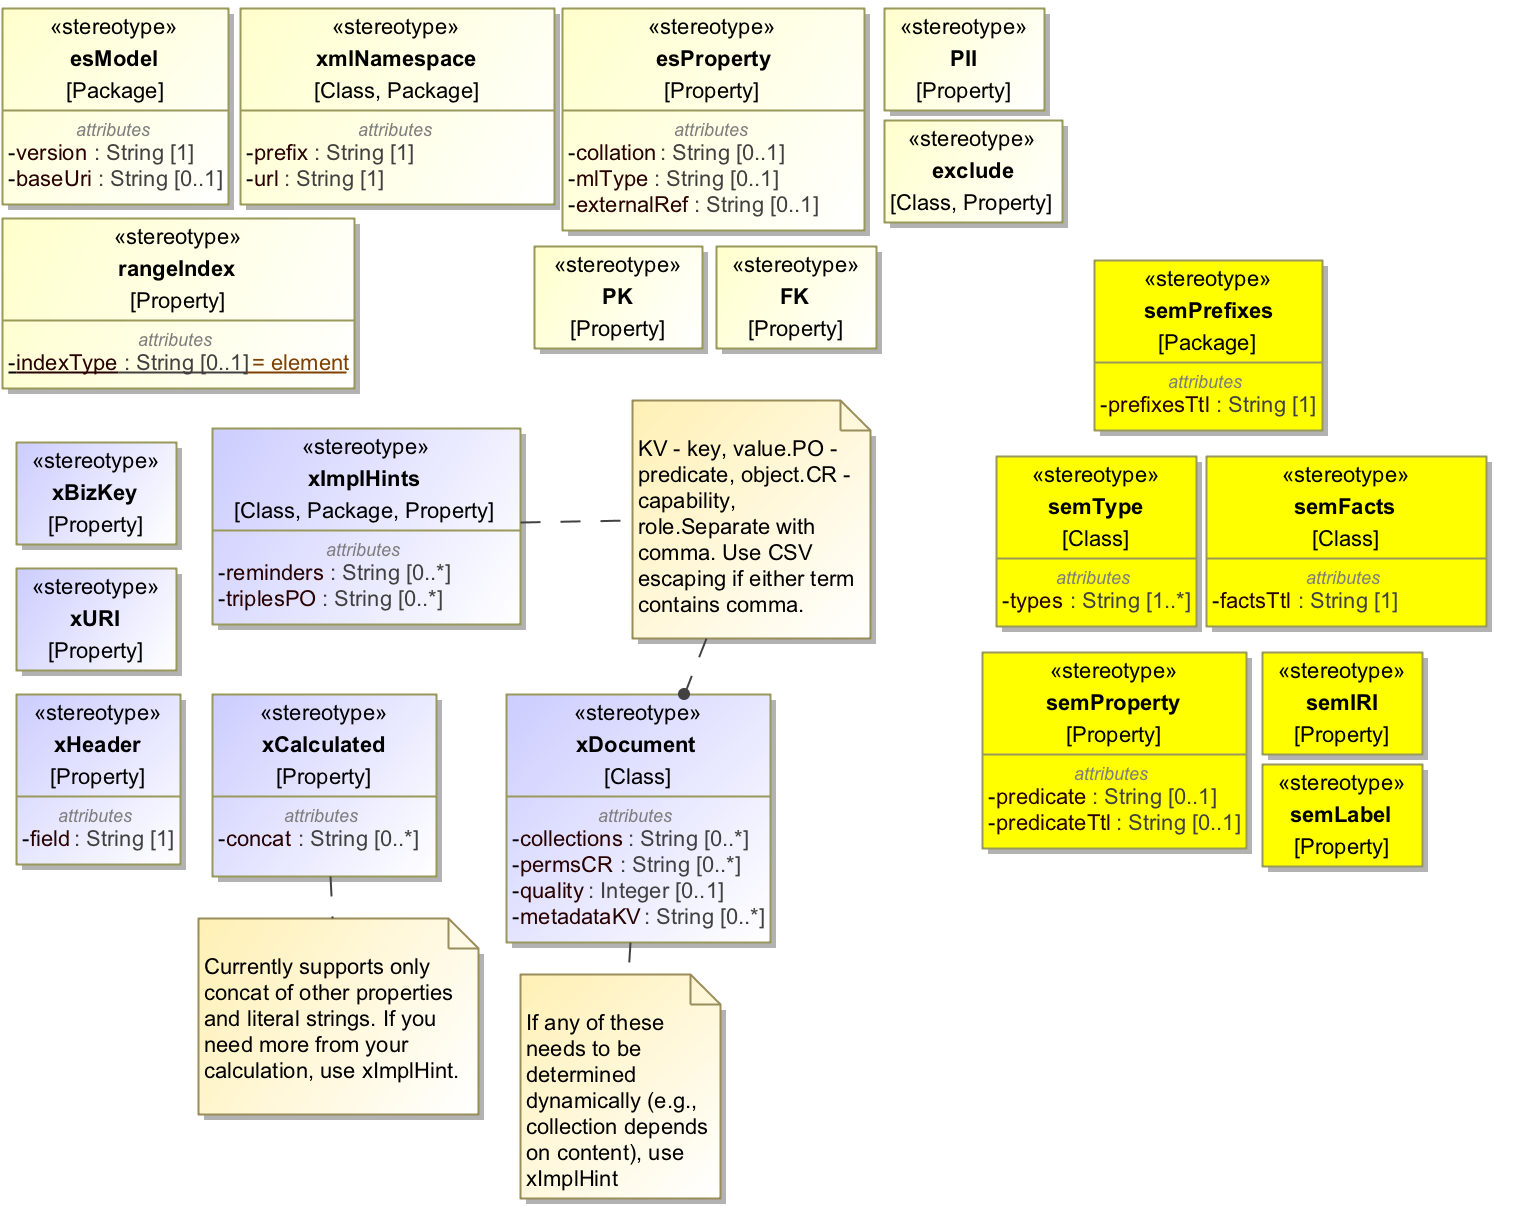 «stereotype»
esModel
[Package]
attributes
-version : String [1]
-baseUri : String [0..1]
«stereotype»
xmlNamespace
[Class, Package]
attributes
-prefix : String [1]
-url : String [1]
«stereotype»
esProperty
[Property]
attributes
-collation : String [0..1]
-mlType : String [0..1]
-externalRef : String [0..1]
«stereotype»
PII
[Property]
«stereotype»
exclude
[Class, Property]
«stereotype»
rangeIndex
[Property]
attributes
-indexType : String [0..1] = element
«stereotype»
PK
[Property]
«stereotype»
FK
[Property]
«stereotype»
semPrefixes
[Package]
attributes
-prefixesTtl : String [1]
«stereotype»
xBizKey
[Property]
«stereotype»
xImplHints
[Class, Package, Property]
attributes
-reminders : String [0..*]
-triplesPO : String [0..*]
KV - key, value.PO -
predicate, object.CR -
capability,
role.Separate with
comma. Use CSV
escaping if either term
contains comma.
«stereotype»
semType
[Class]
attributes
-types : String [1..*]
«stereotype»
semFacts
[Class]
attributes
-factsTtl : String [1]
«stereotype»
xURI
[Property]
«stereotype»
xHeader
[Property]
attributes
-field : String [1]
«stereotype»
xCalculated
[Property]
attributes
-concat : String [0..*]
«stereotype»
xDocument
[Class]
attributes
-collections : String [0..*]
-permsCR : String [0..*]
-quality : Integer [0..1]
-metadataKV : String [0..*]
«stereotype»
semProperty
[Property]
attributes
-predicate : String [0..1]
-predicateTtl : String [0..1]
«stereotype»
semIRI
[Property]
«stereotype»
semLabel
[Property]
Currently supports only
concat of other properties
and literal strings. If you
need more from your
calculation, use xImplHint.
If any of these
needs to be
determined
dynamically (e.g.,
collection depends
on content), use
xImplHint